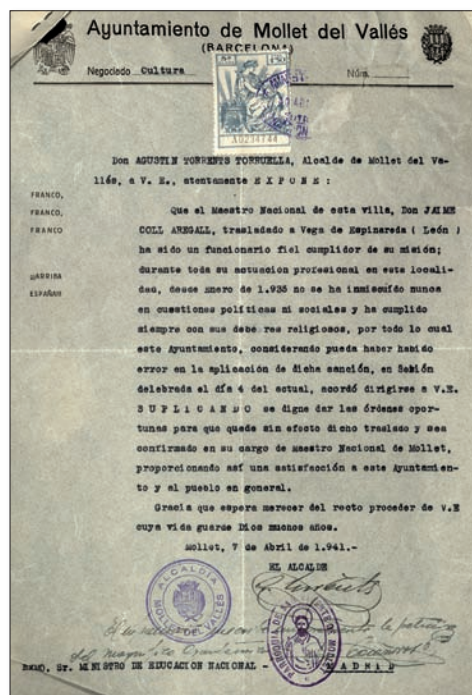 Ayuntamiento de Mollet del Vallés
(BARCELONA)
Negociado Cultura
Núm.
A0234744
Don AGUSTIN TORRENTS TORRUELLA, Alcalde de Mollet del Va-
llés, a V. E., atentamente E X P O N E :
FRANCO,
FRANCO,
FRANCO
¡¡ARRIBA
ESPAÑA!!
Que el Maestro Nacional de esta villa, Don JAIME
COLL AREGALL, trasladado a Vega de Espinareda ( León )
ha sido un funcionario fiel cumplidor de su misión;
durante toda su actuación profesional en esta locali-
dad, desde Enero de 1.935 no se ha inmiscuído nunca
en cuestiones políticas ni sociales y ha cumplido
siempre con sus debe res religiosos, por todo lo cual
este Ayuntamiento, considerando pueda haber habido
error en la aplicación de dicha sanción, en Sesión
celebrada el día 4 del actual, acordó dirigirse a V.E.
S U P L I C A N D O se digne dar las órdenes opor-
tunas para que quede sin efecto dicho traslado y sea
confirmado en su cargo de Maestro Nacional de Mollet,
proporcionando así una satisfacción a este Ayuntamien-
to y al pueblo en general.
Gracia que espera merecer del recto proceder de V.E
cuya vida guarde Dios muchos años.
Mollet, 7 de Abril de 1.941.-
EL ALCALDE
ALCALDIA
MOLLET DEL VALLÉS
PARROQUIA DE
EXCMO. Sr. MINISTRO DE EDUCACION NACIONAL - MADRID